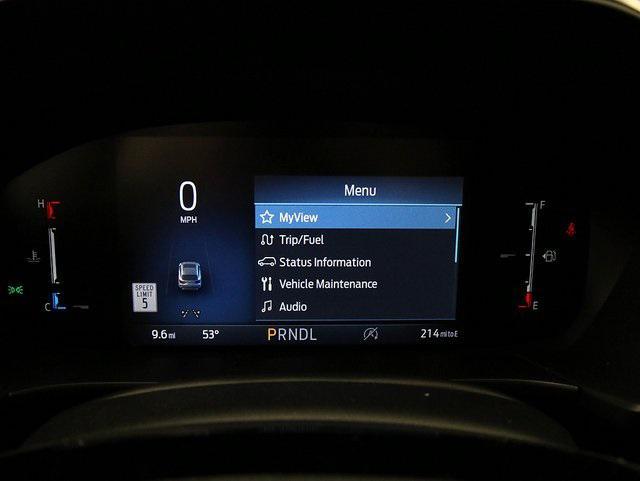 H
C
0
MPH
SPEED
LIMIT
5
9.6 mi
53°
Menu
MyView
Trip/Fuel
Status Information
Vehicle Maintenance
Audio
PRNDL
214 mi to E
F
E